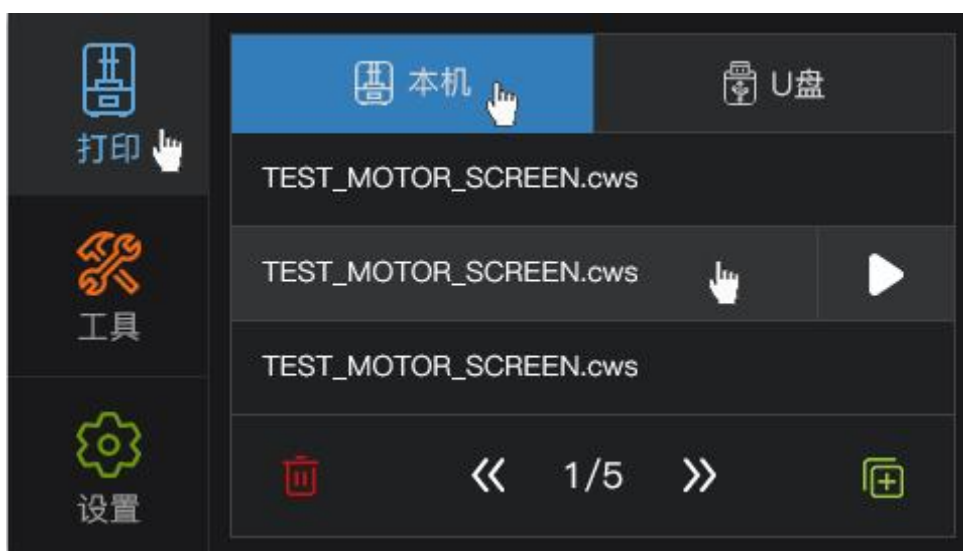 打印
工具
设置
本机
U盘
TEST_MOTOR_SCREEN.cws
TEST_MOTOR_SCREEN.cws
TEST_MOTOR_SCREEN.cws
1/5